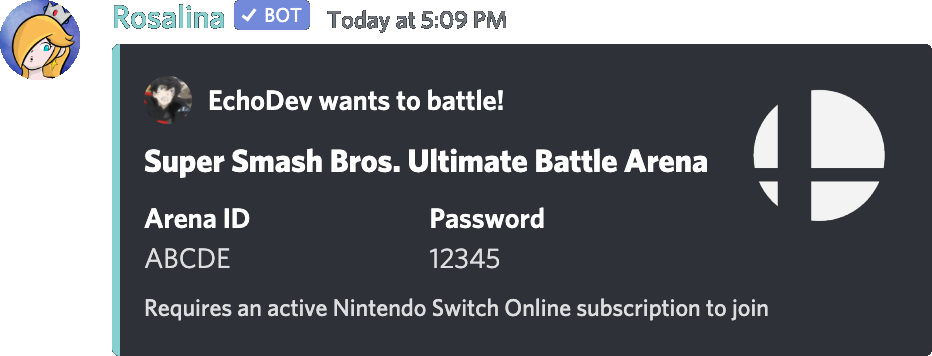 Rosalina ✓ BOT Today at 5:09 PM
EchoDev wants to battle!
Super Smash Bros. Ultimate Battle Arena
Arena ID Password
ABCDE 12345
Requires an active Nintendo Switch Online subscription to join